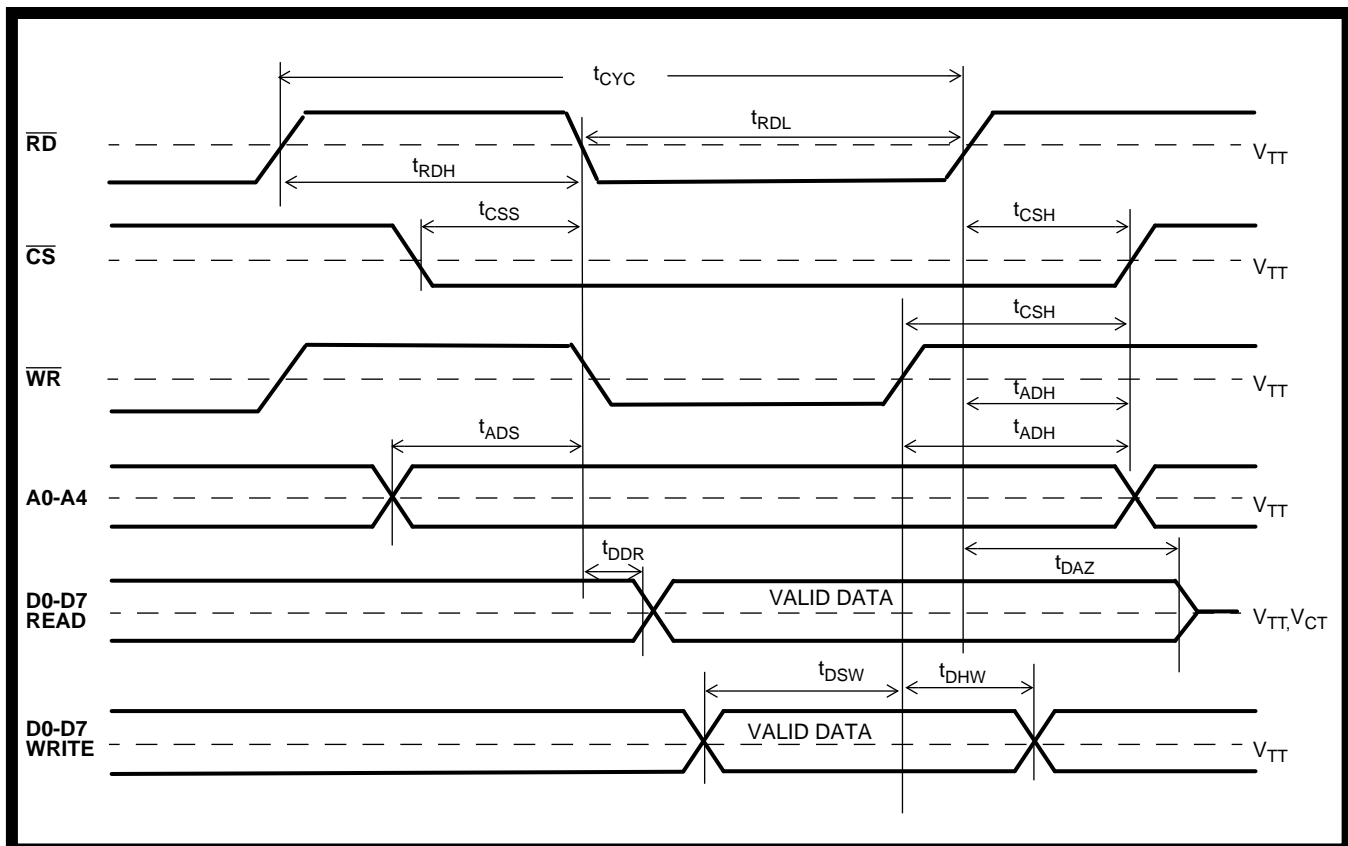 tCYC
tRDL
RD
VTT
tRDH
tCSS
tCSH
CS
VTT
tCSH
WR
VTT
tADH
tADS
tADH
A0-A4
VTT
tDDR
tDAZ
D0-D7
READ
VALID DATA
VTT,VCT
tDSW
tDHW
D0-D7
WRITE
VALID DATA
VTT